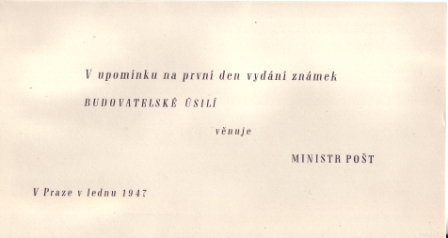 V upomínku na první den vydání známek
BUDOVATELSKÉ ÚSILÍ
věnuje
MINISTR POŠT
V Praze v lednu 1947